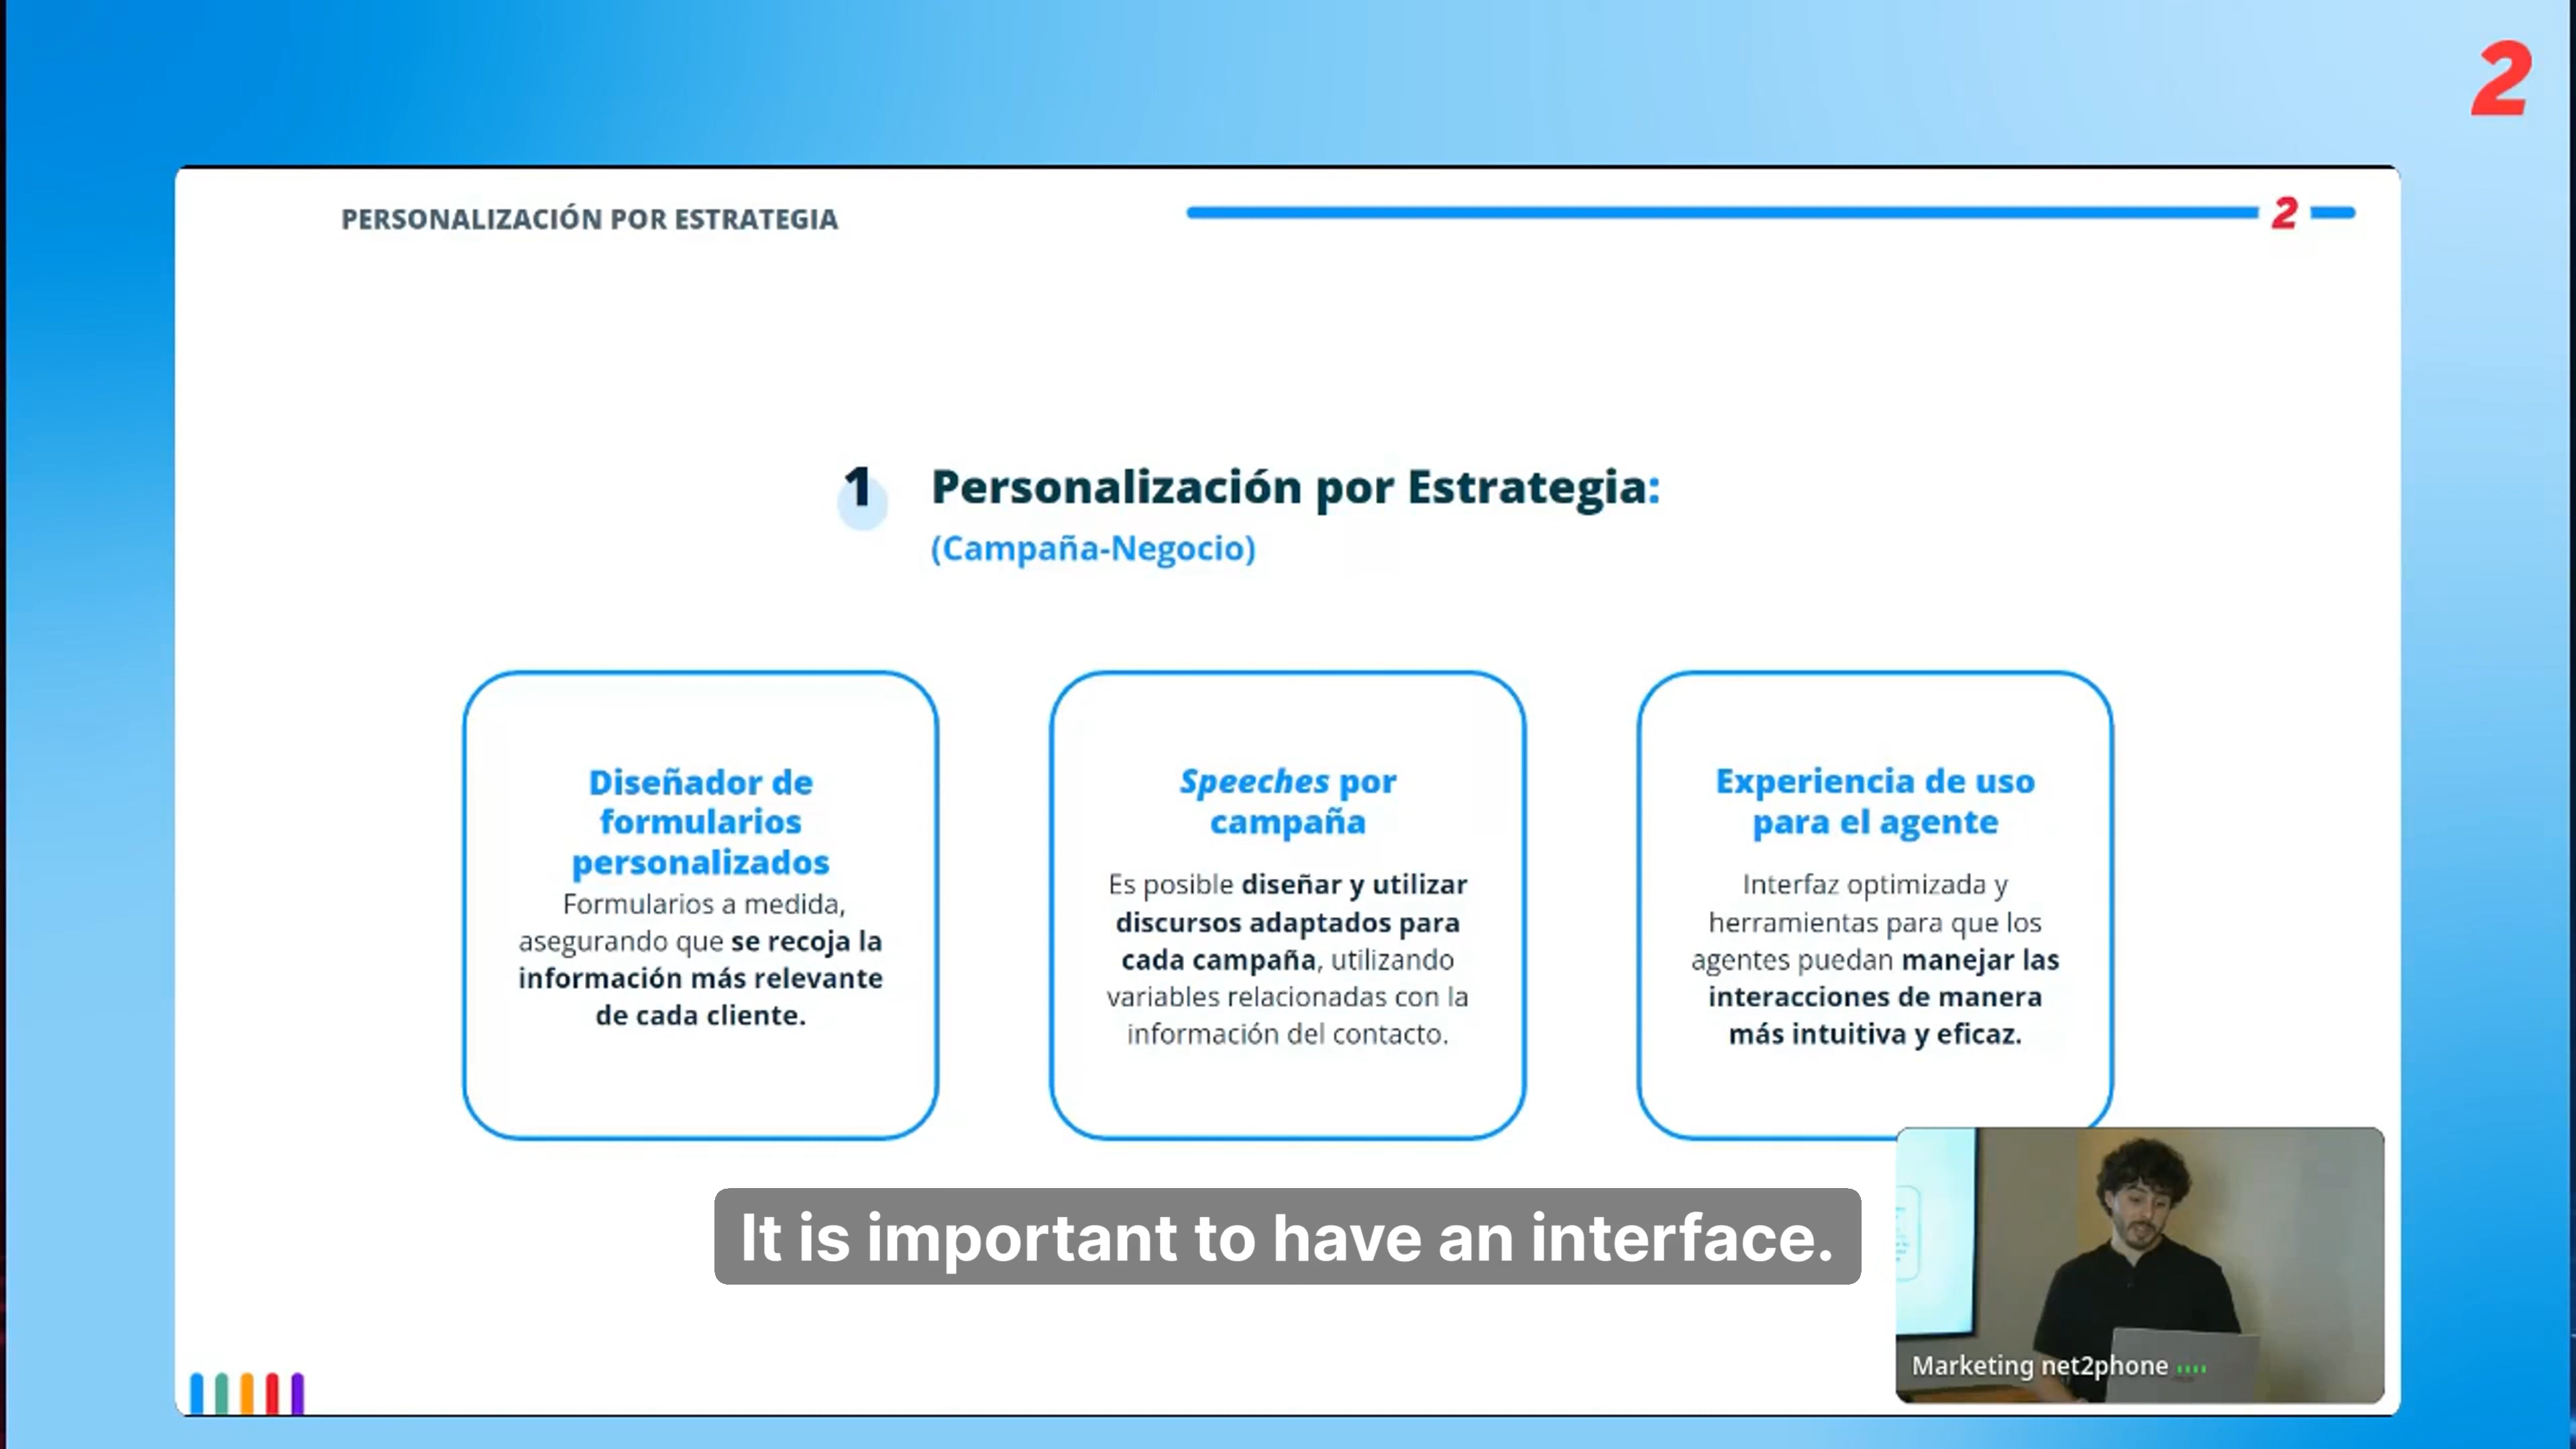 2
PERSONALIZACIÓN POR ESTRATEGIA
2
1
Personalización por Estrategia:
(Campaña-Negocio)
Diseñador de
formularios
personalizados
Formularios a medida,
asegurando que se recoja la
información más relevante
de cada cliente.
Speeches por
campaña
Es posible diseñar y utilizar
discursos adaptados para
cada campaña, utilizando
variables relacionadas con la
información del contacto.
Experiencia de uso
para el agente
Interfaz optimizada y
herramientas para que los
agentes puedan manejar las
interacciones de manera
más intuitiva y eficaz.
It is important to have an interface.
Marketing net2phone